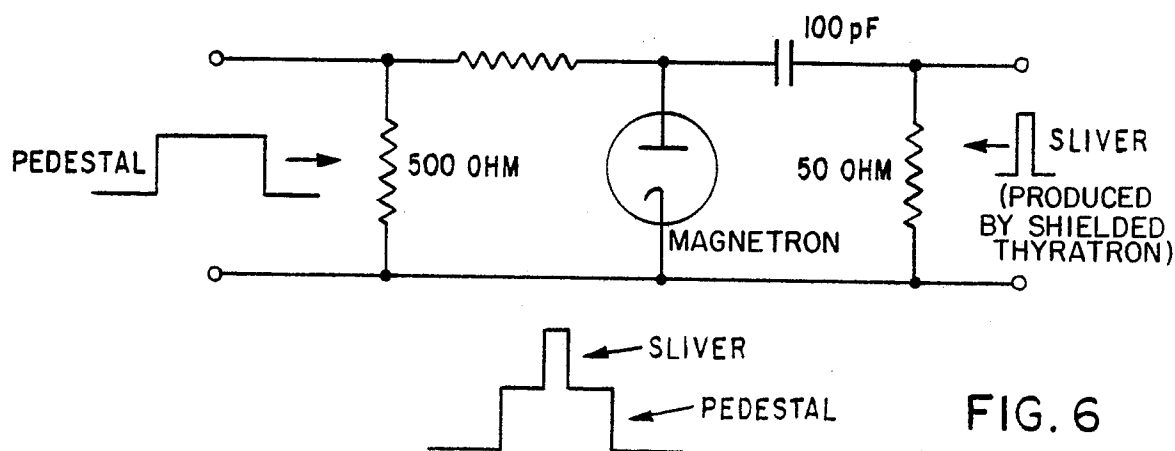 100 pF
PEDESTAL
500 OHM
50 OHM
SLIVER
(PRODUCED
BY SHIELDED
THYRATRON)
MAGNETRON
SLIVER
PEDESTAL
FIG. 6